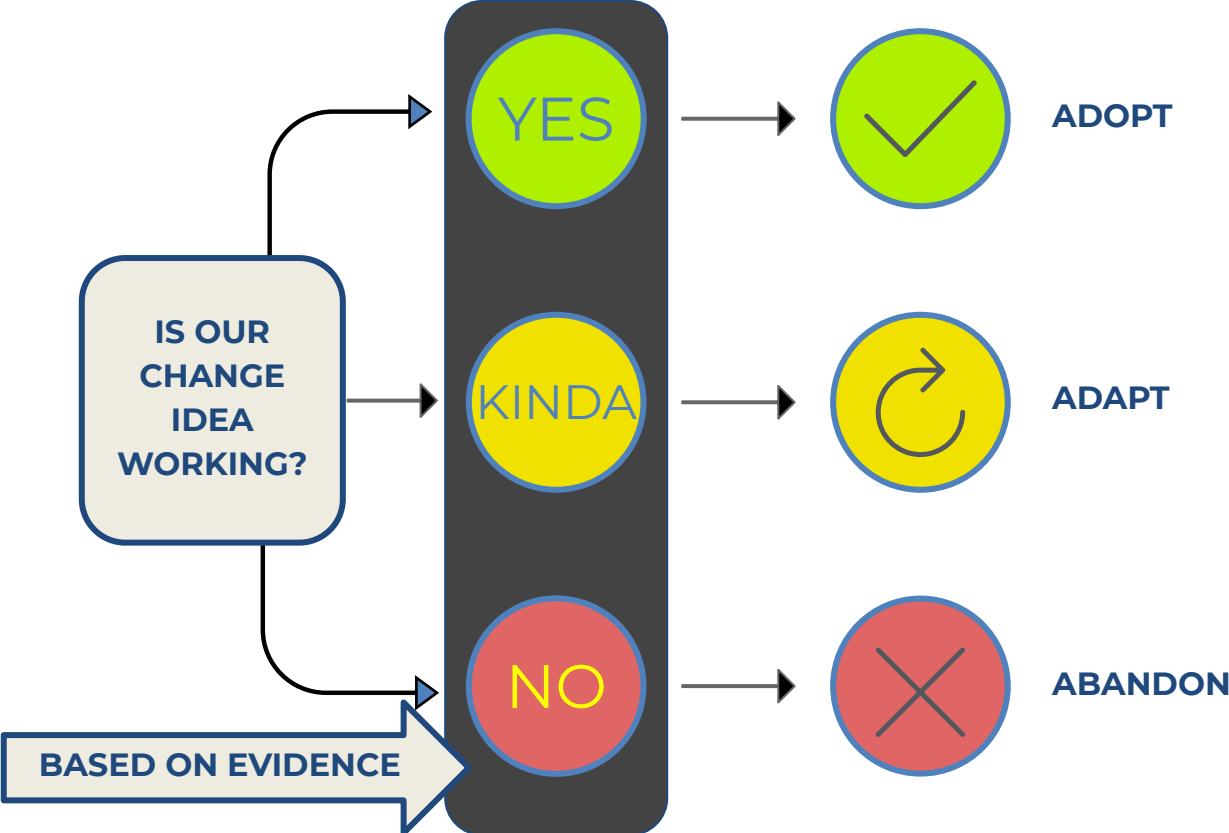 YES
ADOPT
IS OUR
CHANGE
IDEA
WORKING?
KINDA
ADAPT
NO
ABANDON
BASED ON EVIDENCE